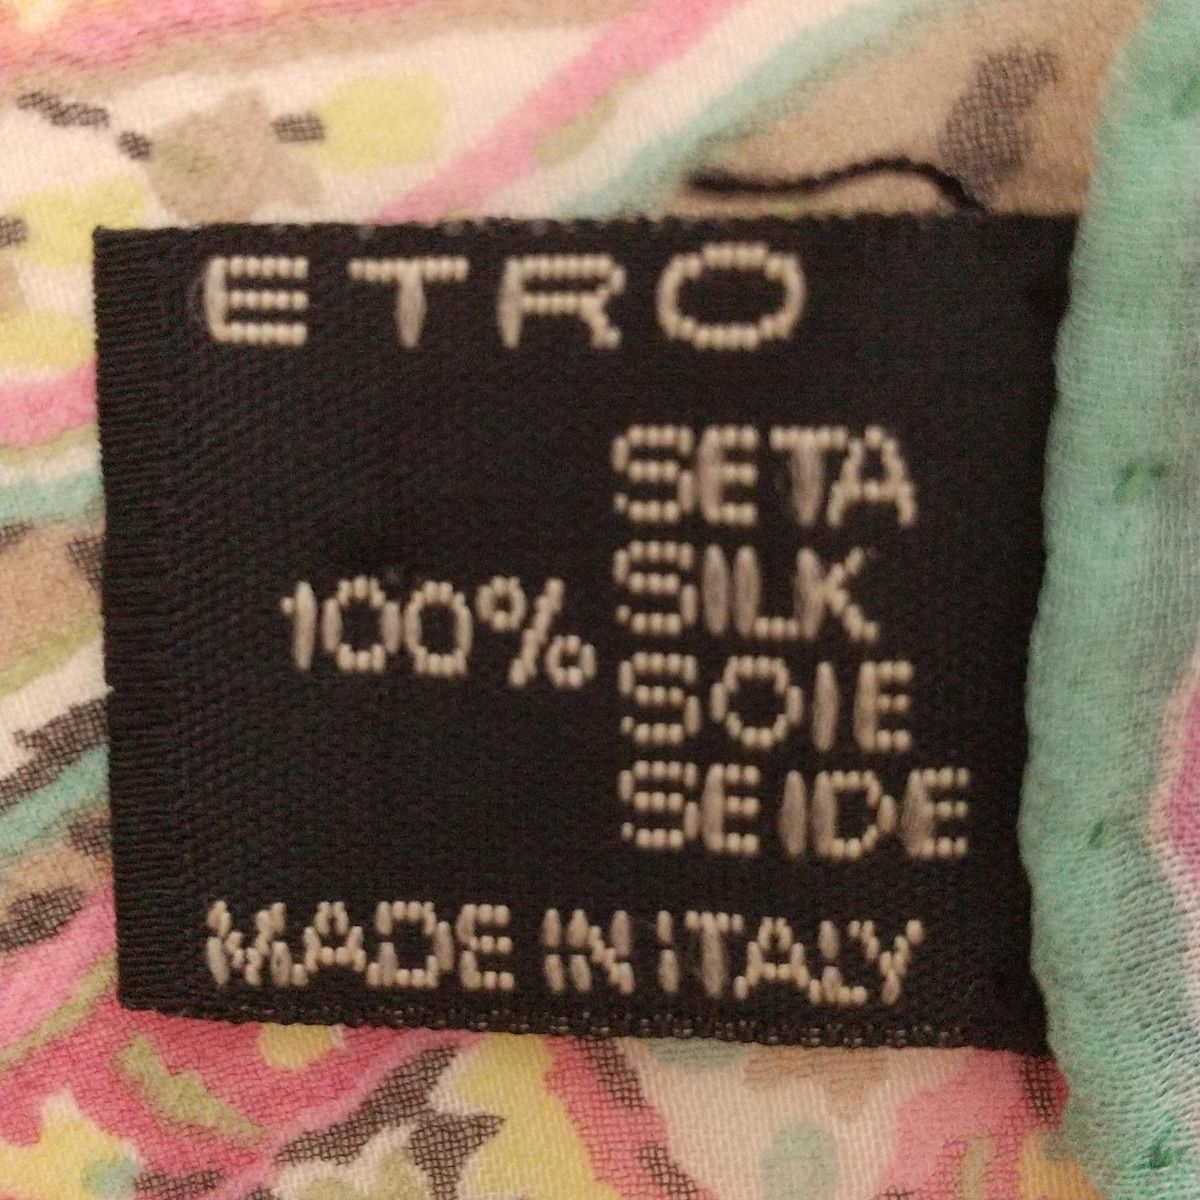 ETRO
SETA
SILK
100%
SOIE
SEIDE
MADE IN ITALY